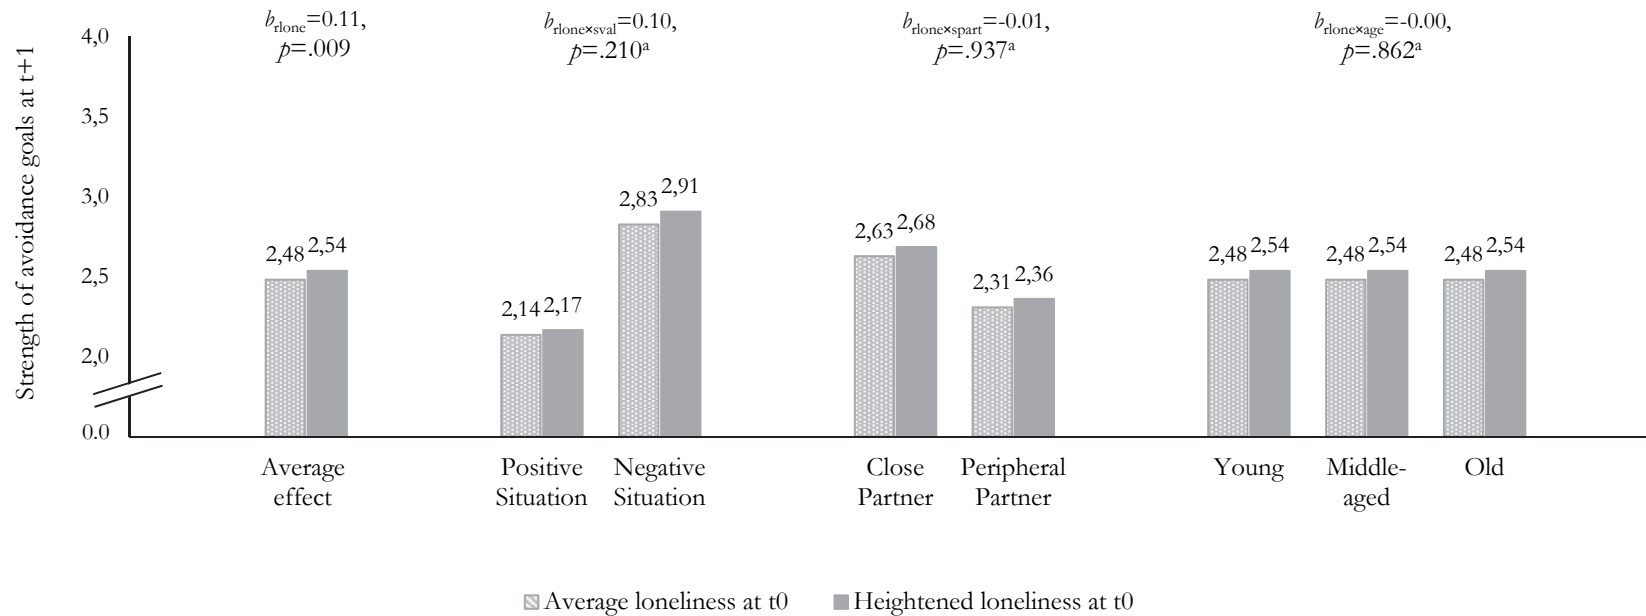 b_rlone=0.11,
p=.009
b_rlone×sval=0.10,
p=.210ᵃ
b_rlone×spart=-0.01,
p=.937ᵃ
b_rlone×age=-0.00,
p=.862ᵃ
Strength of avoidance goals at t+1
4,0
3,5
3,0
2,5
2,0
0.0
2,48 2,54
2,14 2,17
2,83 2,91
2,63 2,68
2,31 2,36
2,48 2,54
2,48 2,54
2,48 2,54
Average
effect
Positive
Situation
Negative
Situation
Close
Partner
Peripheral
Partner
Young
Middle-
aged
Old
Average loneliness at t0
Heightened loneliness at t0